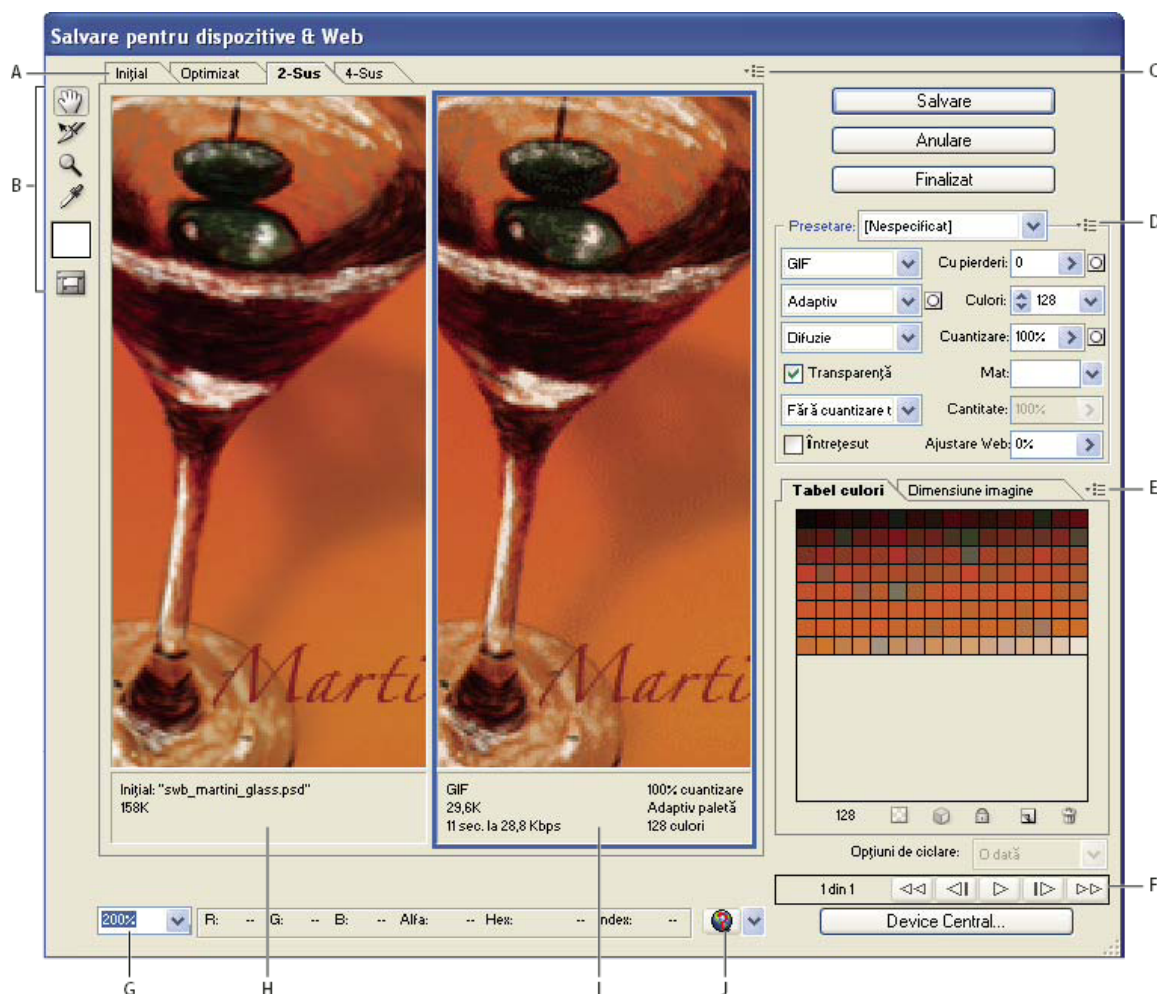 Salvare pentru dispozitive & Web
A
Inițial Optimizat 2-Sus 4-Sus
C
B
Salvare
Anulare
Finalizat
Presetare: [Nespecificat]
D
GIF Cu pierderi: 0
Adaptiv Culori: 128
Difuzie Cuantizare: 100%
Transparență Mat:
Fără cuantizare t Cantitate: 100%
Întrețesut Ajustare Web: 0%
Tabel culori Dimensiune imagine
E
Marti
Marti
Inițial: "swb_martini_glass.psd"
158K
GIF 100% cuantizare
29,6K Adaptiv paletă
11 sec. la 28,8 Kbps 128 culori
128
Opțiuni de ciclare: O dată
1 din 1
F
200% R: -- G: -- B: -- Alfa: -- Hex: -- Index: --
Device Central...
G H I J